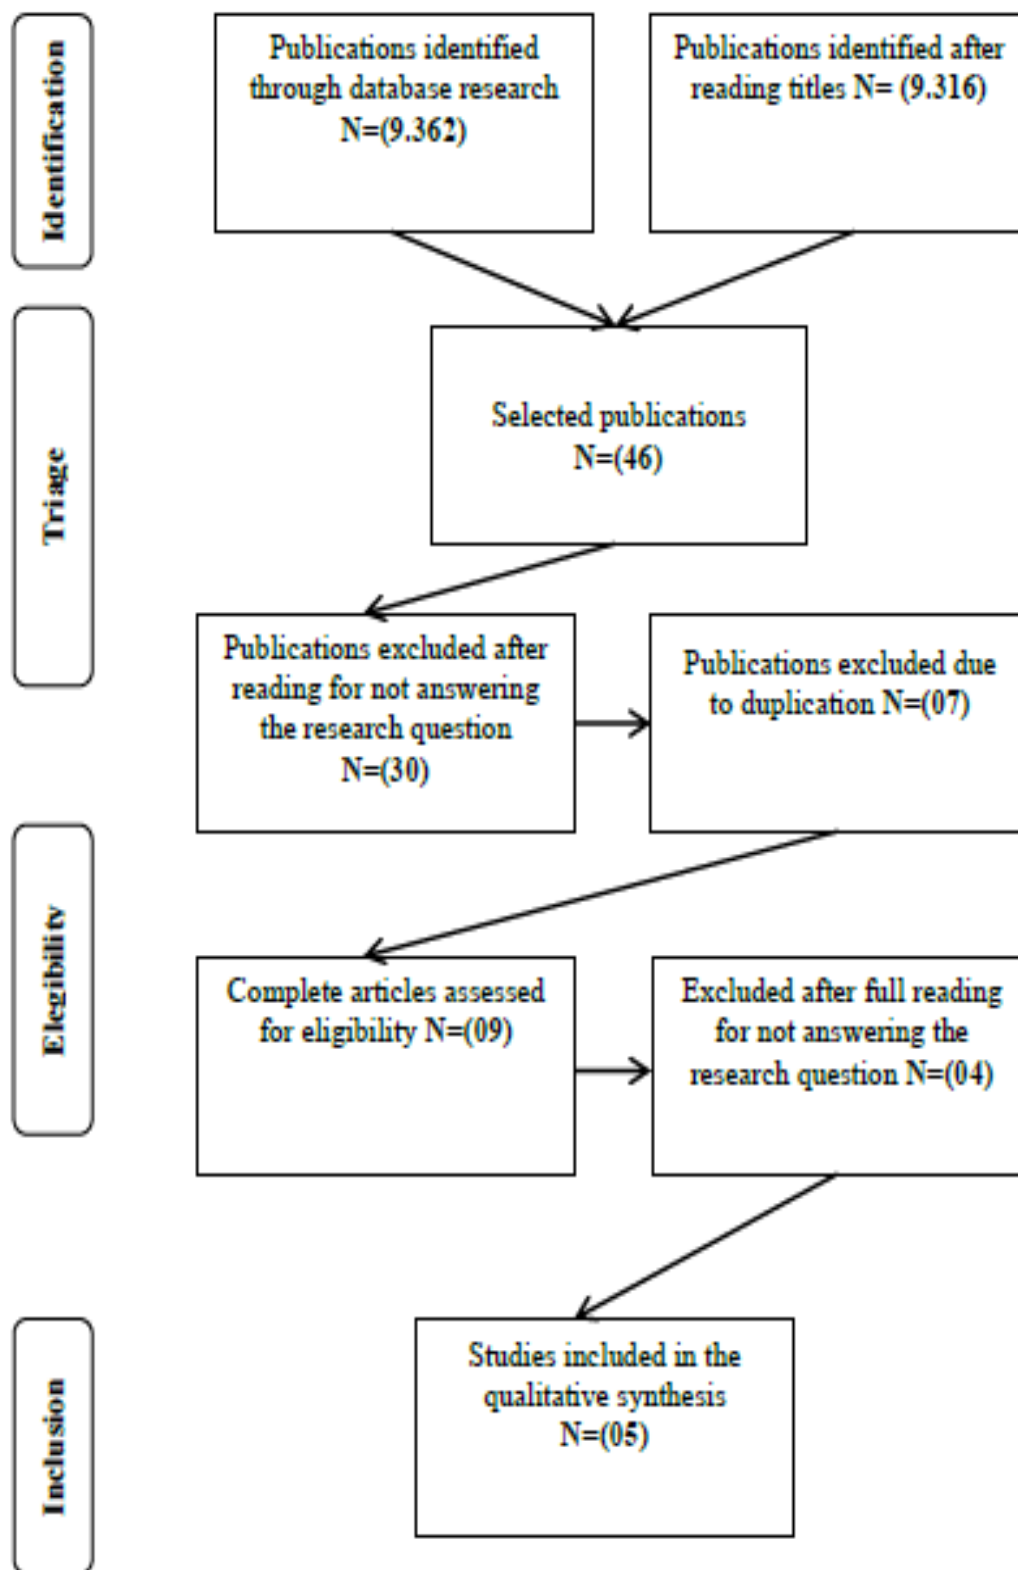 Identification
Publications identified
through database research
N=(9.362)
Publications identified after
reading titles N= (9.316)
Triage
Selected publications
N=(46)
Publications excluded after
reading for not answering
the research question
N=(30)
Publications excluded due
to duplication N=(07)
Elegibility
Complete articles assessed
for eligibility N=(09)
Excluded after full reading
for not answering the
research question N=(04)
Inclusion
Studies included in the
qualitative synthesis
N=(05)